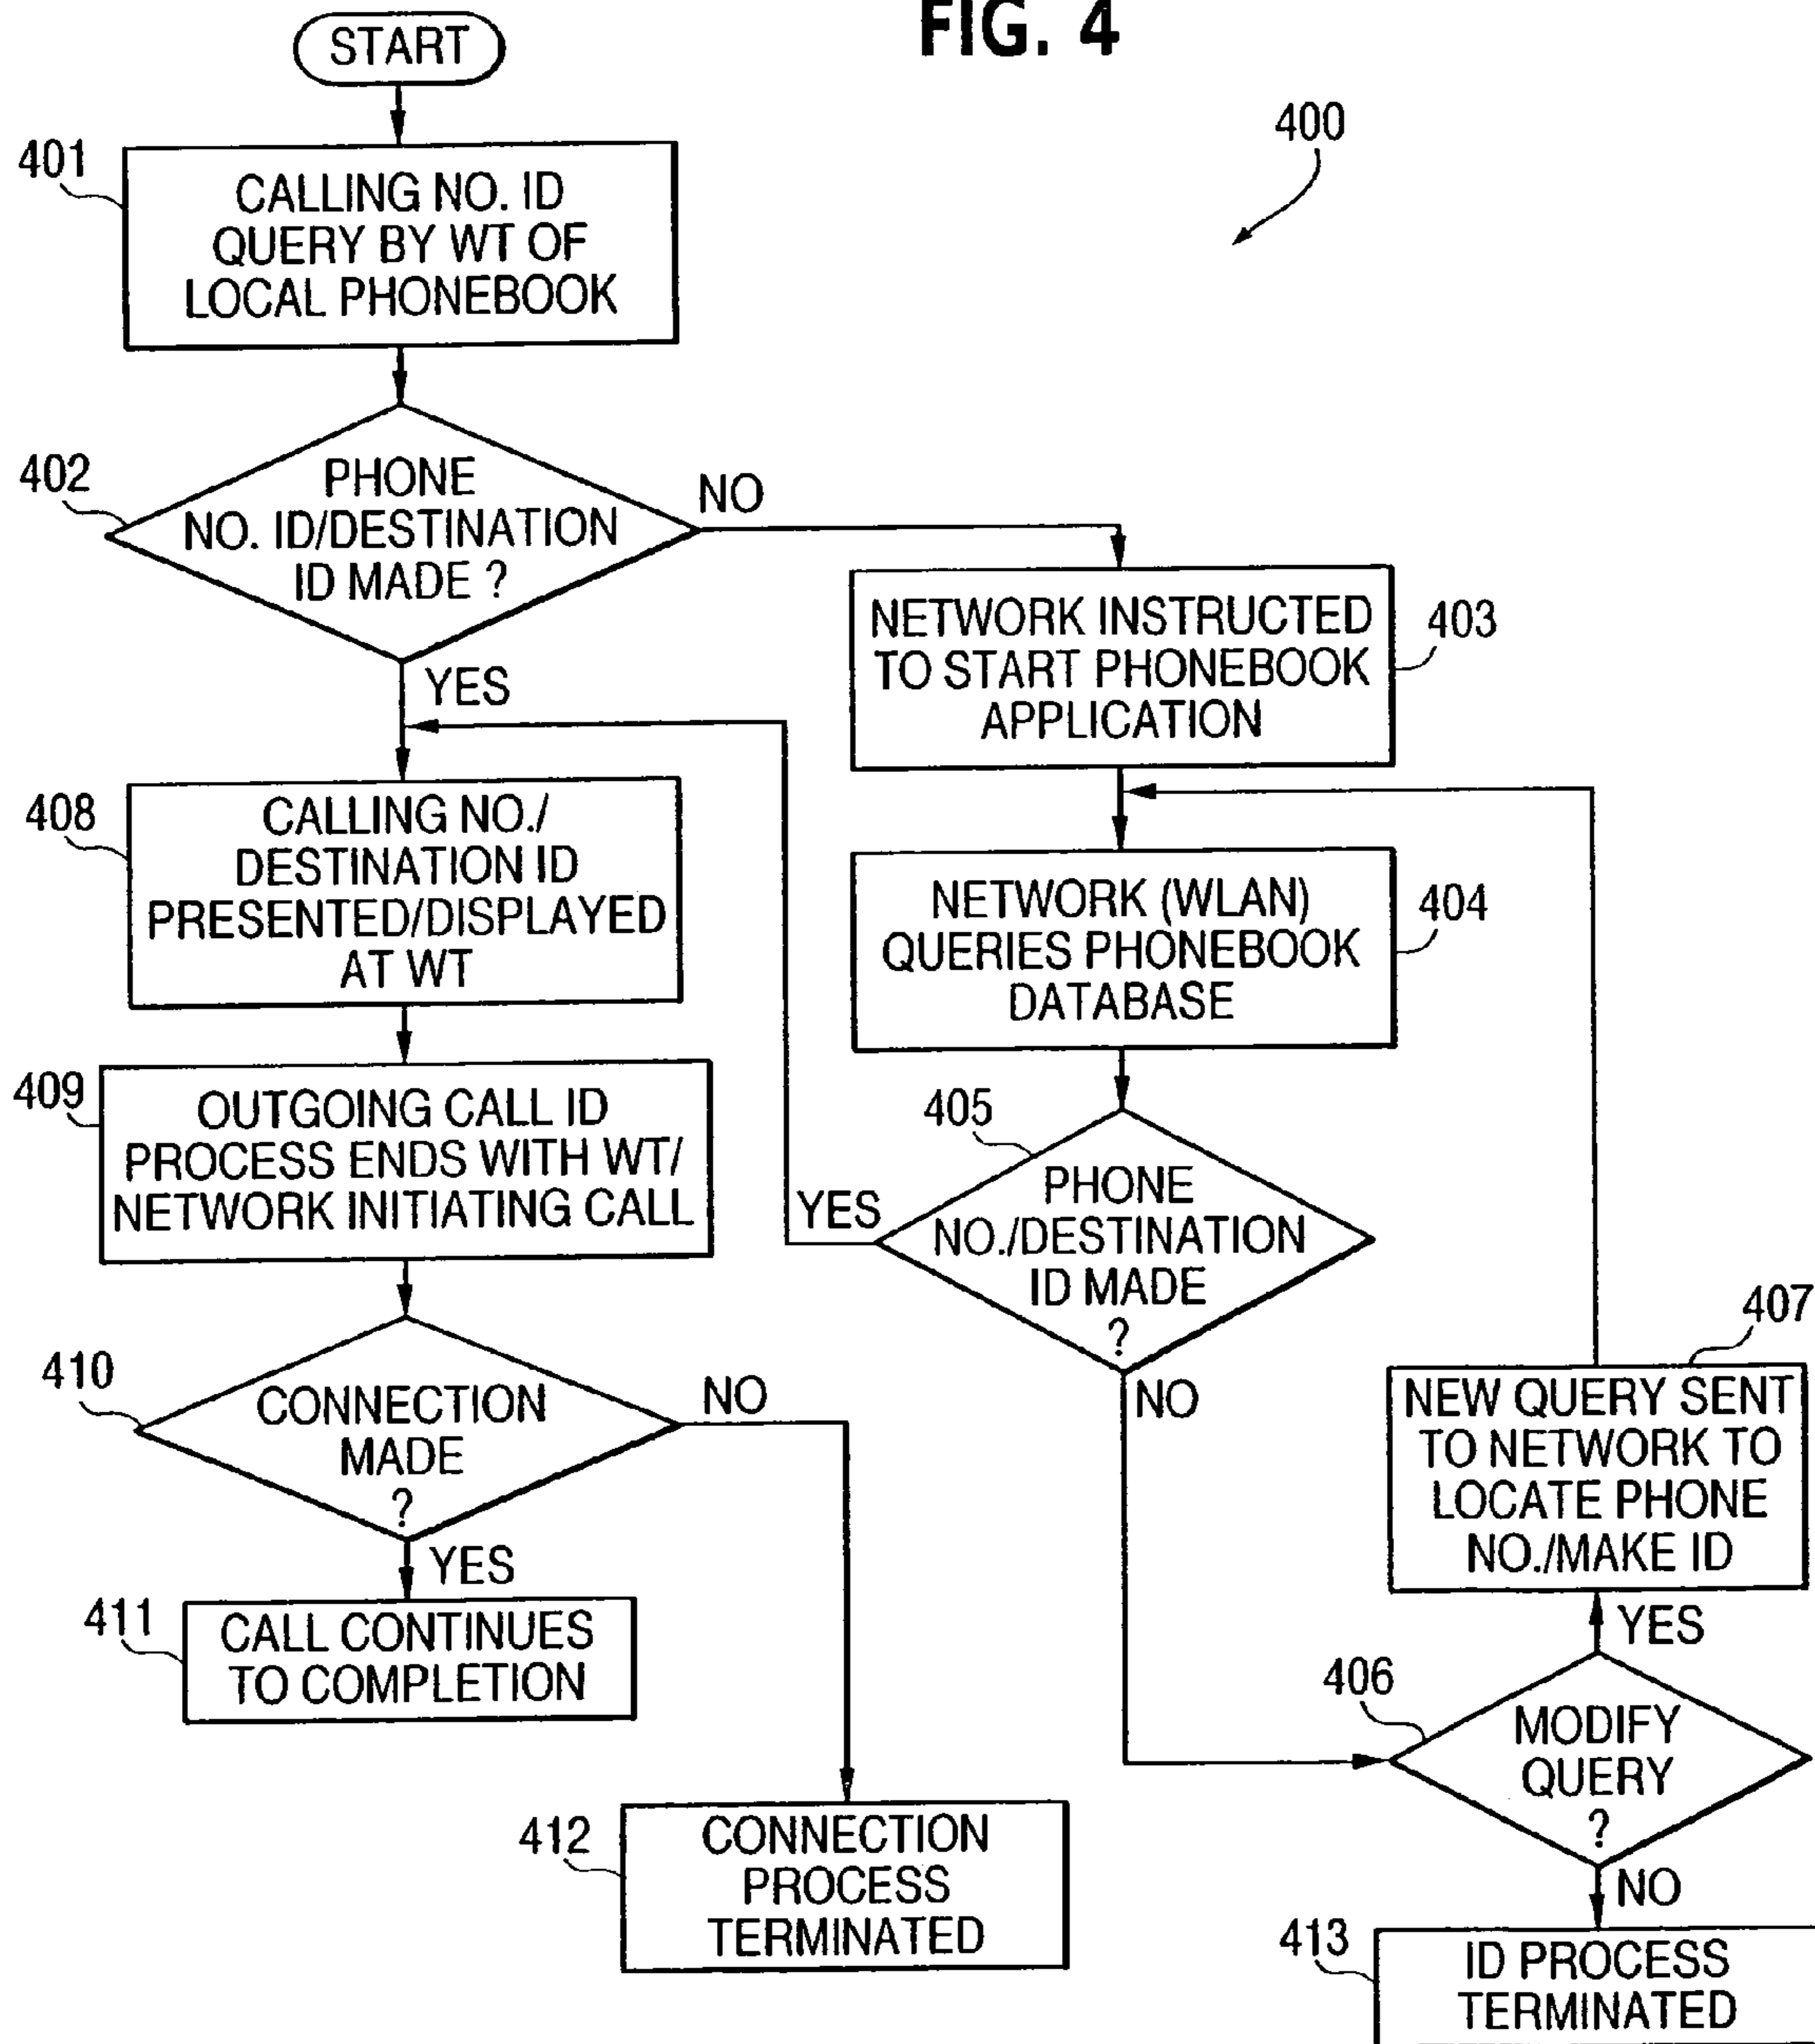 FIG. 4
START
400
401
CALLING NO. ID
QUERY BY WT OF
LOCAL PHONEBOOK
402
PHONE
NO. ID/DESTINATION
ID MADE ?
NO
YES
403
NETWORK INSTRUCTED
TO START PHONEBOOK
APPLICATION
404
NETWORK (WLAN)
QUERIES PHONEBOOK
DATABASE
405
PHONE
NO./DESTINATION
ID MADE
?
YES
NO
406
MODIFY
QUERY
?
YES
NO
407
NEW QUERY SENT
TO NETWORK TO
LOCATE PHONE
NO./MAKE ID
408
CALLING NO./
DESTINATION ID
PRESENTED/DISPLAYED
AT WT
409
OUTGOING CALL ID
PROCESS ENDS WITH WT/
NETWORK INITIATING CALL
410
CONNECTION
MADE
?
NO
YES
411
CALL CONTINUES
TO COMPLETION
412
CONNECTION
PROCESS
TERMINATED
413
ID PROCESS
TERMINATED